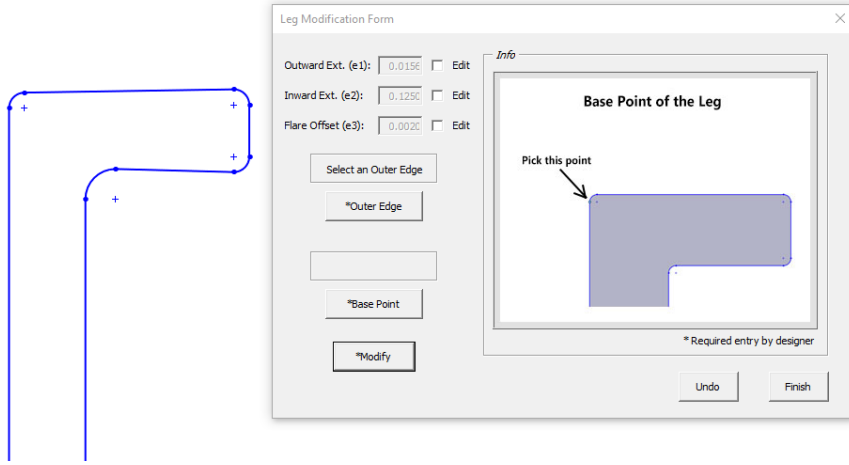 Leg Modification Form
Outward Ext. (e1): 0.0156 Edit
Inward Ext. (e2): 0.1250 Edit
Flare Offset (e3): 0.0020 Edit
Select an Outer Edge
*Outer Edge
*Base Point
*Modify
Info
Base Point of the Leg
Pick this point
* Required entry by designer
Undo
Finish